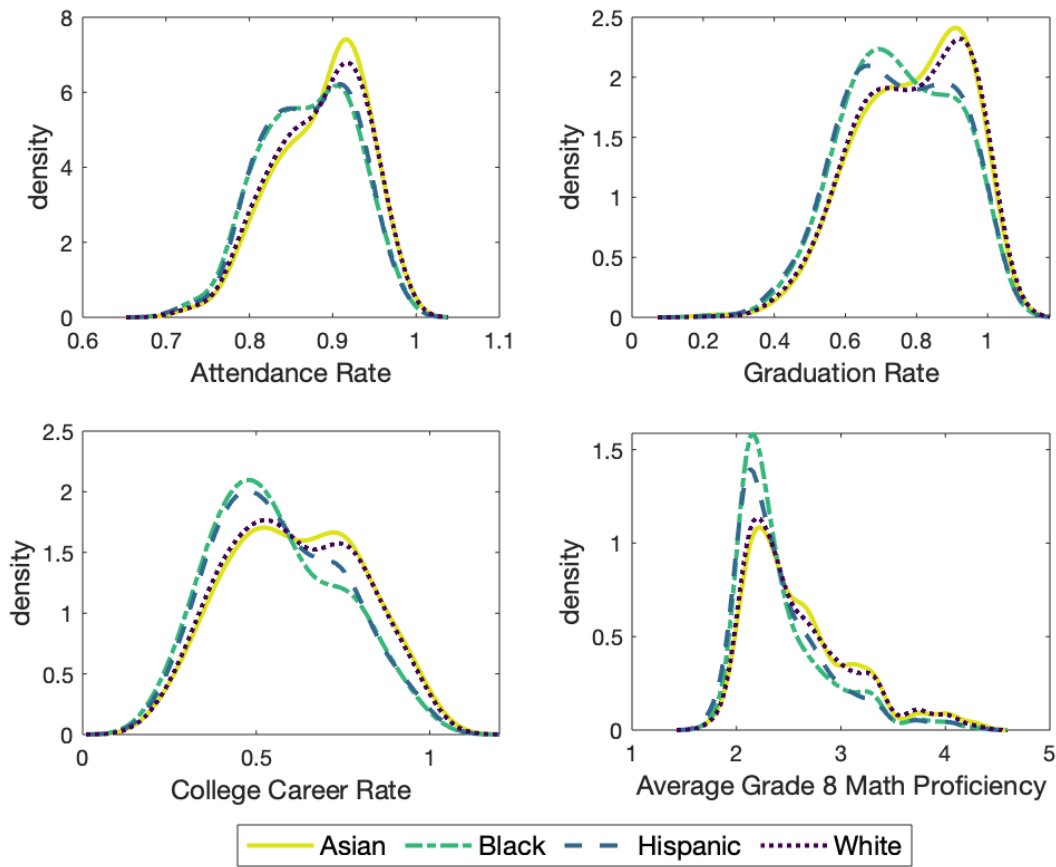 8
6
4
2
0
0.6 0.7 0.8 0.9 1 1.1
density
Attendance Rate
2.5
2
1.5
1
0.5
0
0 0.2 0.4 0.6 0.8 1
density
Graduation Rate
2.5
2
1.5
1
0.5
0
0 0.5 1
density
College Career Rate
1.5
1
0.5
0
1 2 3 4 5
density
Average Grade 8 Math Proficiency
Asian Black Hispanic White